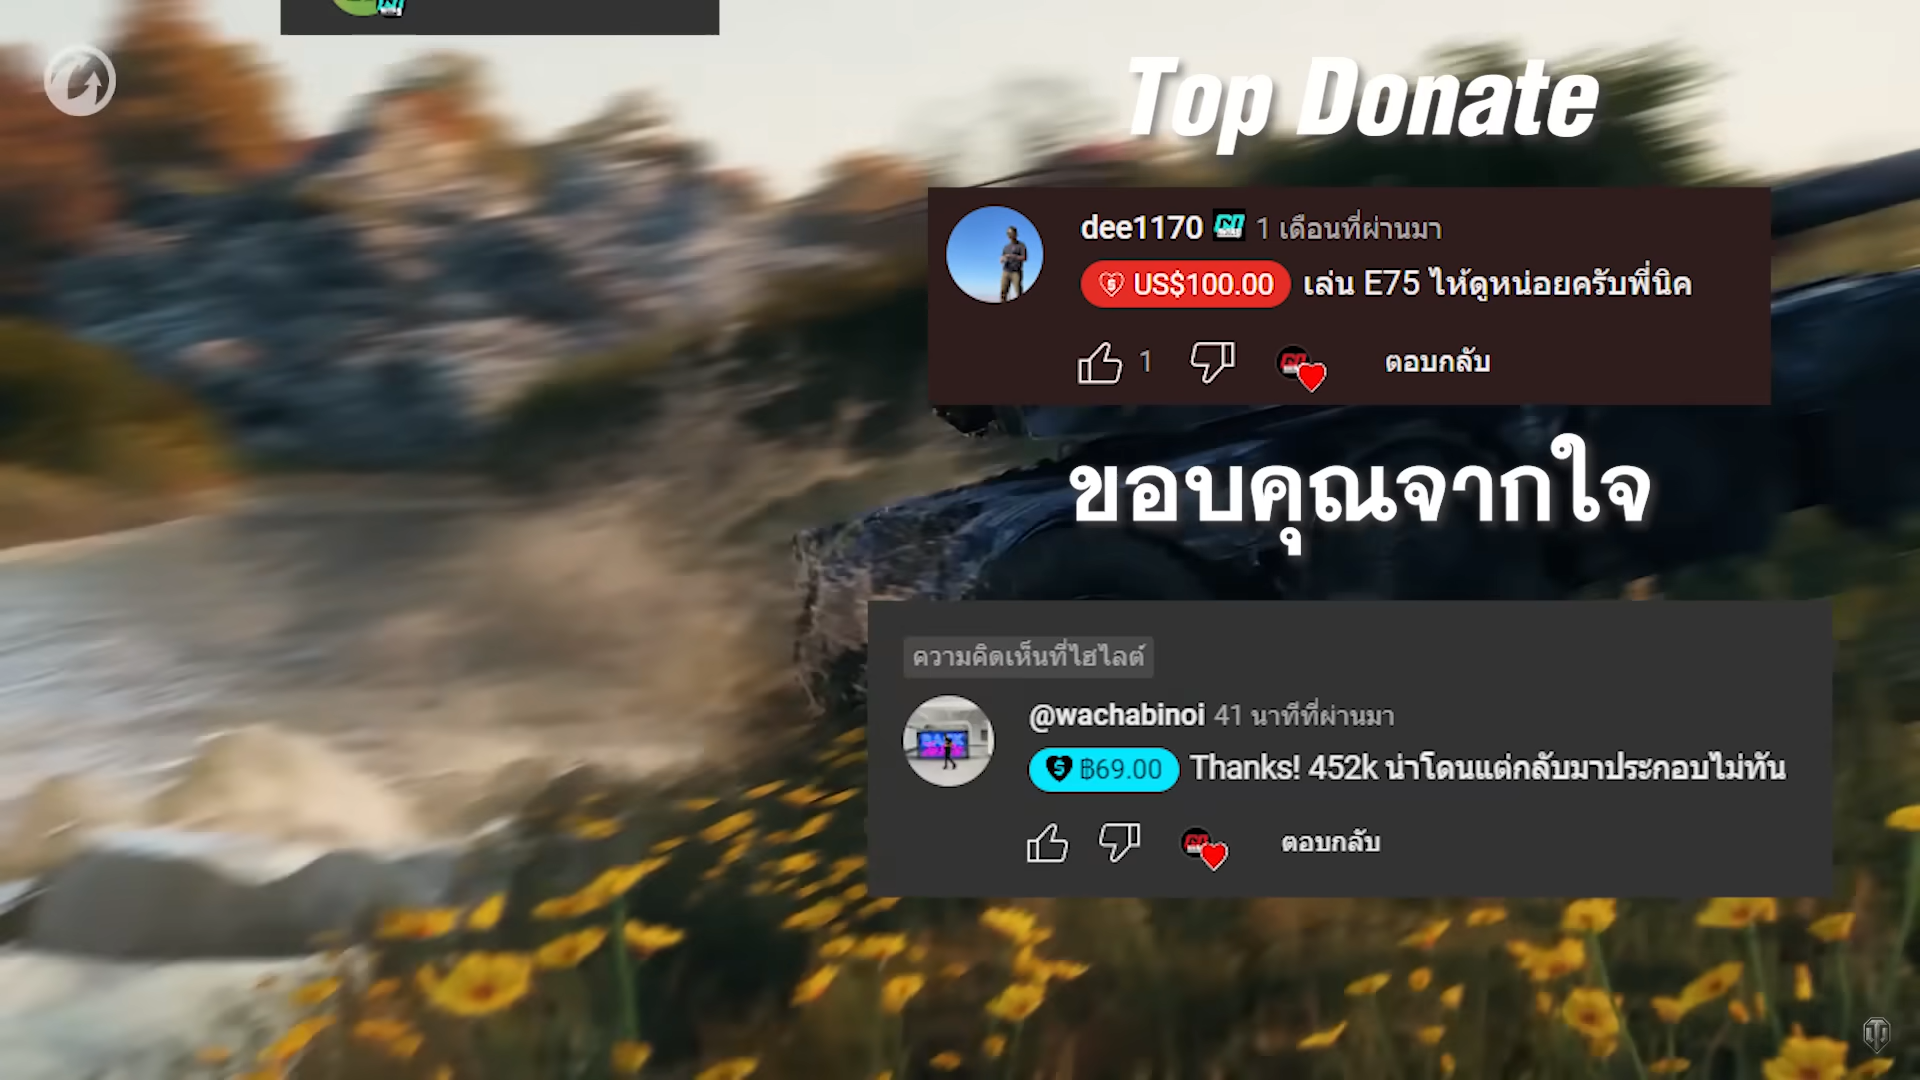 Top Donate
dee1170 1 เดือนที่ผ่านมา
US$100.00 เล่น E75 ไห้ดูหน่อยครับพี่นิค
1 ตอบกลับ
ขอบคุณจากใจ
ความคิดเห็นที่ไฮไลต์
@wachabinoi 41 นาทีที่ผ่านมา
฿69.00 Thanks! 452k น่าโดนแต่กลับมาประกอบไม่ทัน
ตอบกลับ